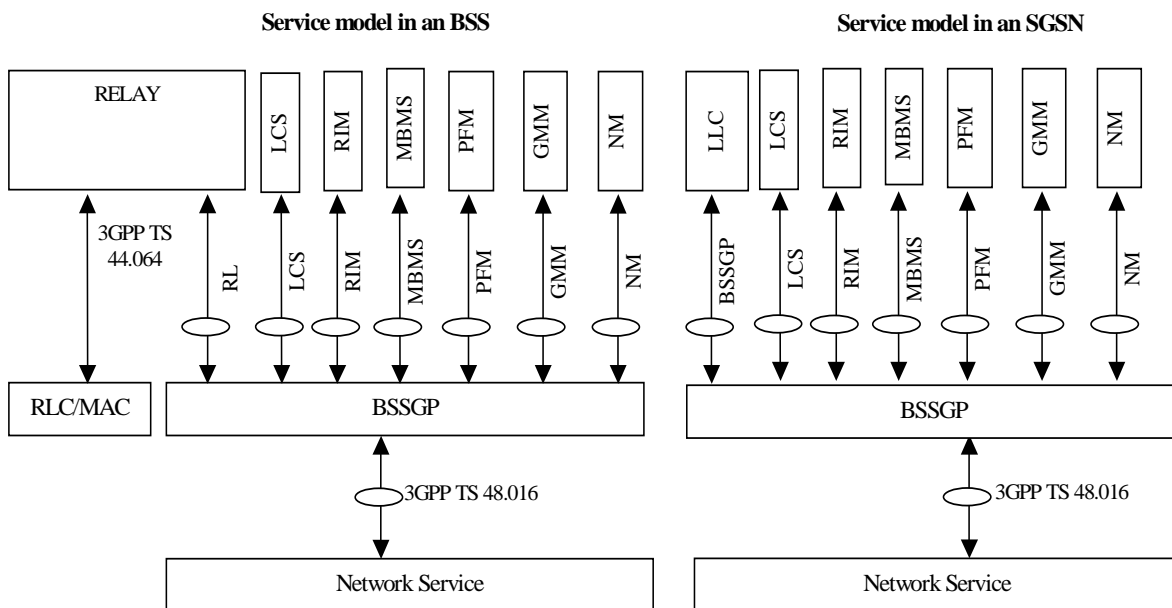 Service model in an BSS
Service model in an SGSN
RELAY
LCS
RIM
MBMS
PFM
GMM
NM
LLC
LCS
RIM
MBMS
PFM
GMM
NM
3GPP TS
44.064
RL
LCS
RIM
MBMS
PFM
GMM
NM
BSSGP
LCS
RIM
MBMS
PFM
GMM
NM
RLC/MAC
BSSGP
BSSGP
3GPP TS 48.016
3GPP TS 48.016
Network Service
Network Service